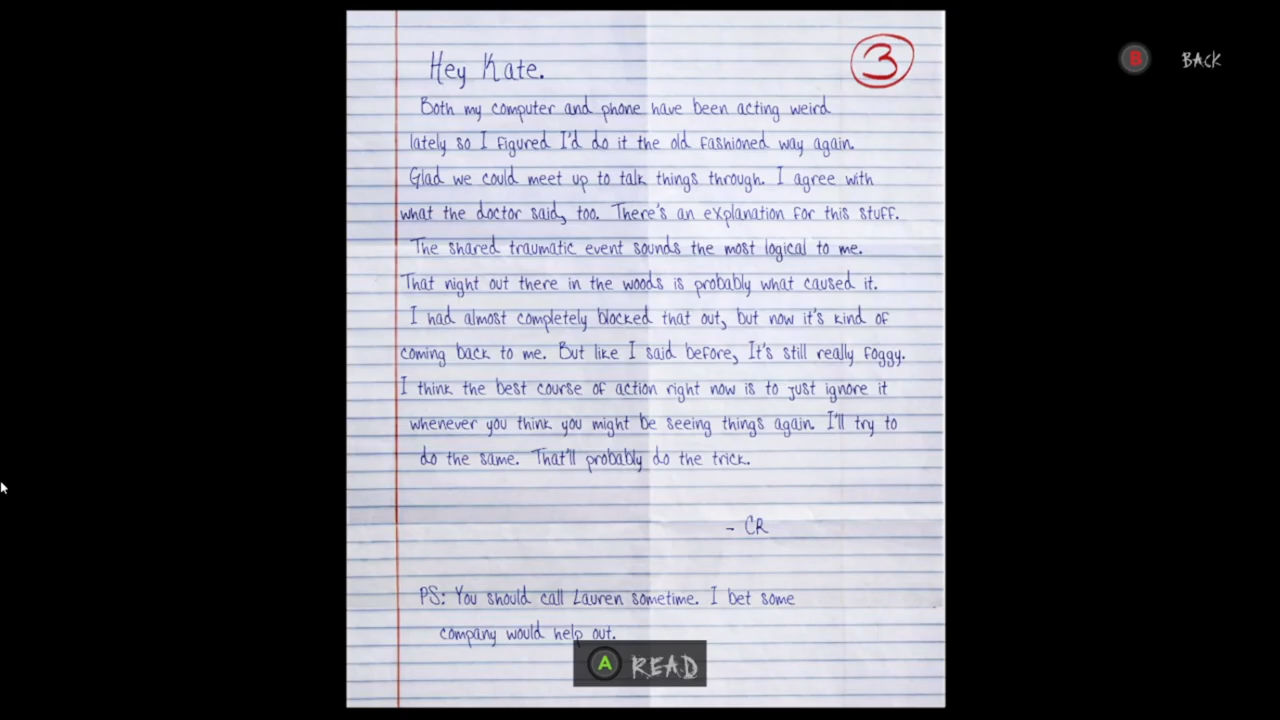 Hey Kate.
3
B BACK
Both my computer and phone have been acting weird
lately so I figured I'd do it the old fashioned way again.
Glad we could meet up to talk things through. I agree with
what the doctor said, too. There's an explanation for this stuff.
The shared traumatic event sounds the most logical to me.
That night out there in the woods is probably what caused it.
I had almost completely blocked that out, but now it's kind of
coming back to me. But like I said before, It's still really foggy.
I think the best course of action right now is to just ignore it
whenever you think you might be seeing things again. I'll try to
do the same. That'll probably do the trick.
- CR
PS: You should call Lauren sometime. I bet some
company would help out.
A READ